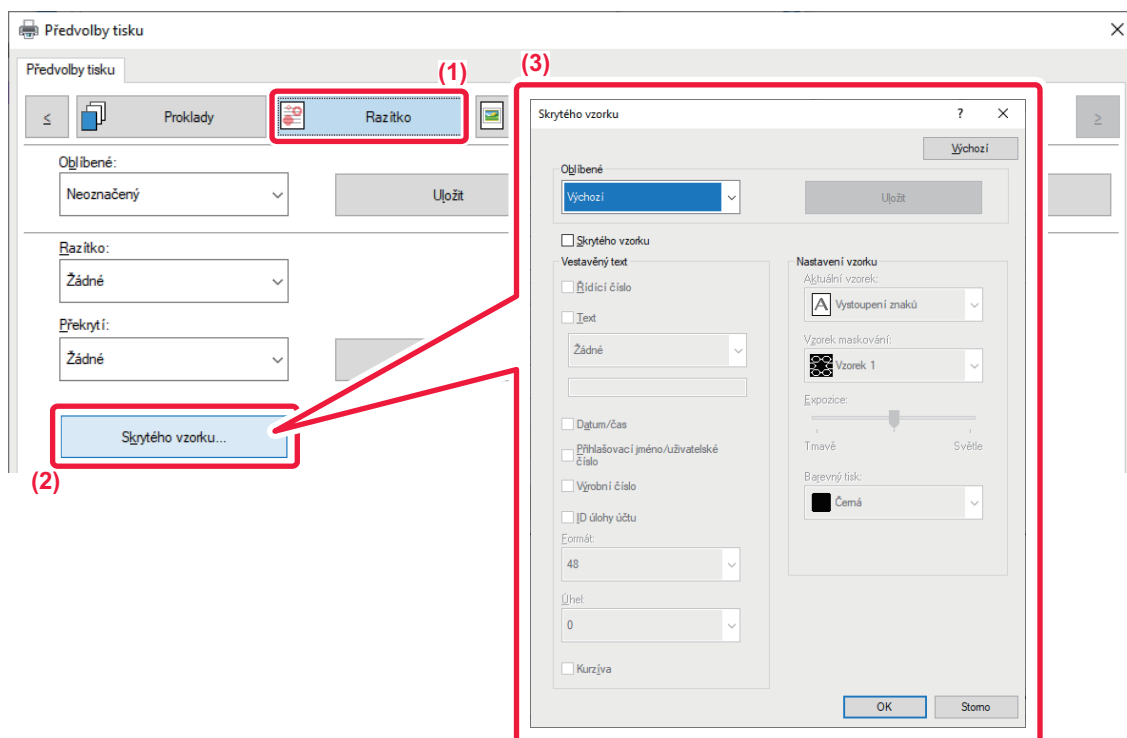 Předvolby tisku
Předvolby tisku
(1)
(3)
≤
Proklady
Razítko
≥
Oblíbené:
Neoznačený
Uložit
Razítko:
Žádné
Překrytí:
Žádné
Skrytého vzorku...
(2)
Skrytého vzorku
?
Výchozí
Oblíbené
Výchozí
Uložit
Skrytého vzorku
Vestavěný text
Řídicí číslo
Text
Žádné
Datum/čas
Přihlašovací jméno/uživatelské
číslo
Výrobní číslo
ID úlohy účtu
Formát:
48
Úhel:
0
Kurzíva
Nastavení vzorku
Aktuální vzorek:
A
Vystoupení znaků
Vzorek maskování:
Vzorek 1
Expozice:
Tmavě
Světle
Barevný tisk:
Černá
OK
Storno